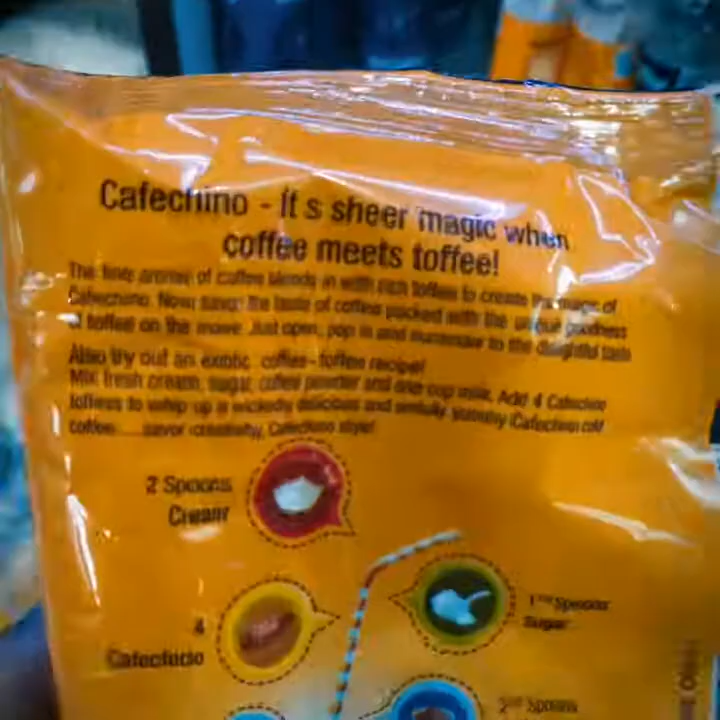 Cafechino - it s sheer magic when
coffee meets toffee!
The fine aroma of coffee blends in with rich toffees to create the magic of
Cafechino. Now savor the taste of coffee packed with the unique goodness
of toffee on the move. Just open, pop in and surrender to the delightful taste
Also try out an exotic coffee-toffee recipe!
Mix fresh cream, sugar, coffee powder and one cup milk. Add 4 Cafechino
toffees to whip up a wickedly delicious and sinfully yummy Cafechino cold
coffee.... savor creativity, Cafechino style!
2 Spoons
Cream
4
Cafechino
1 Spoons
Sugar
2 Spoons